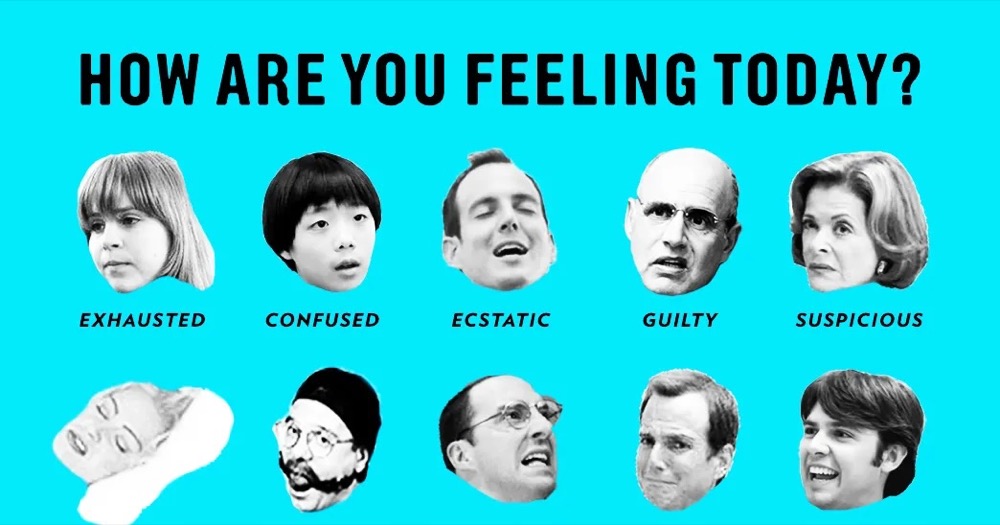 HOW ARE YOU FEELING TODAY?
EXHAUSTED CONFUSED ECSTATIC GUILTY SUSPICIOUS